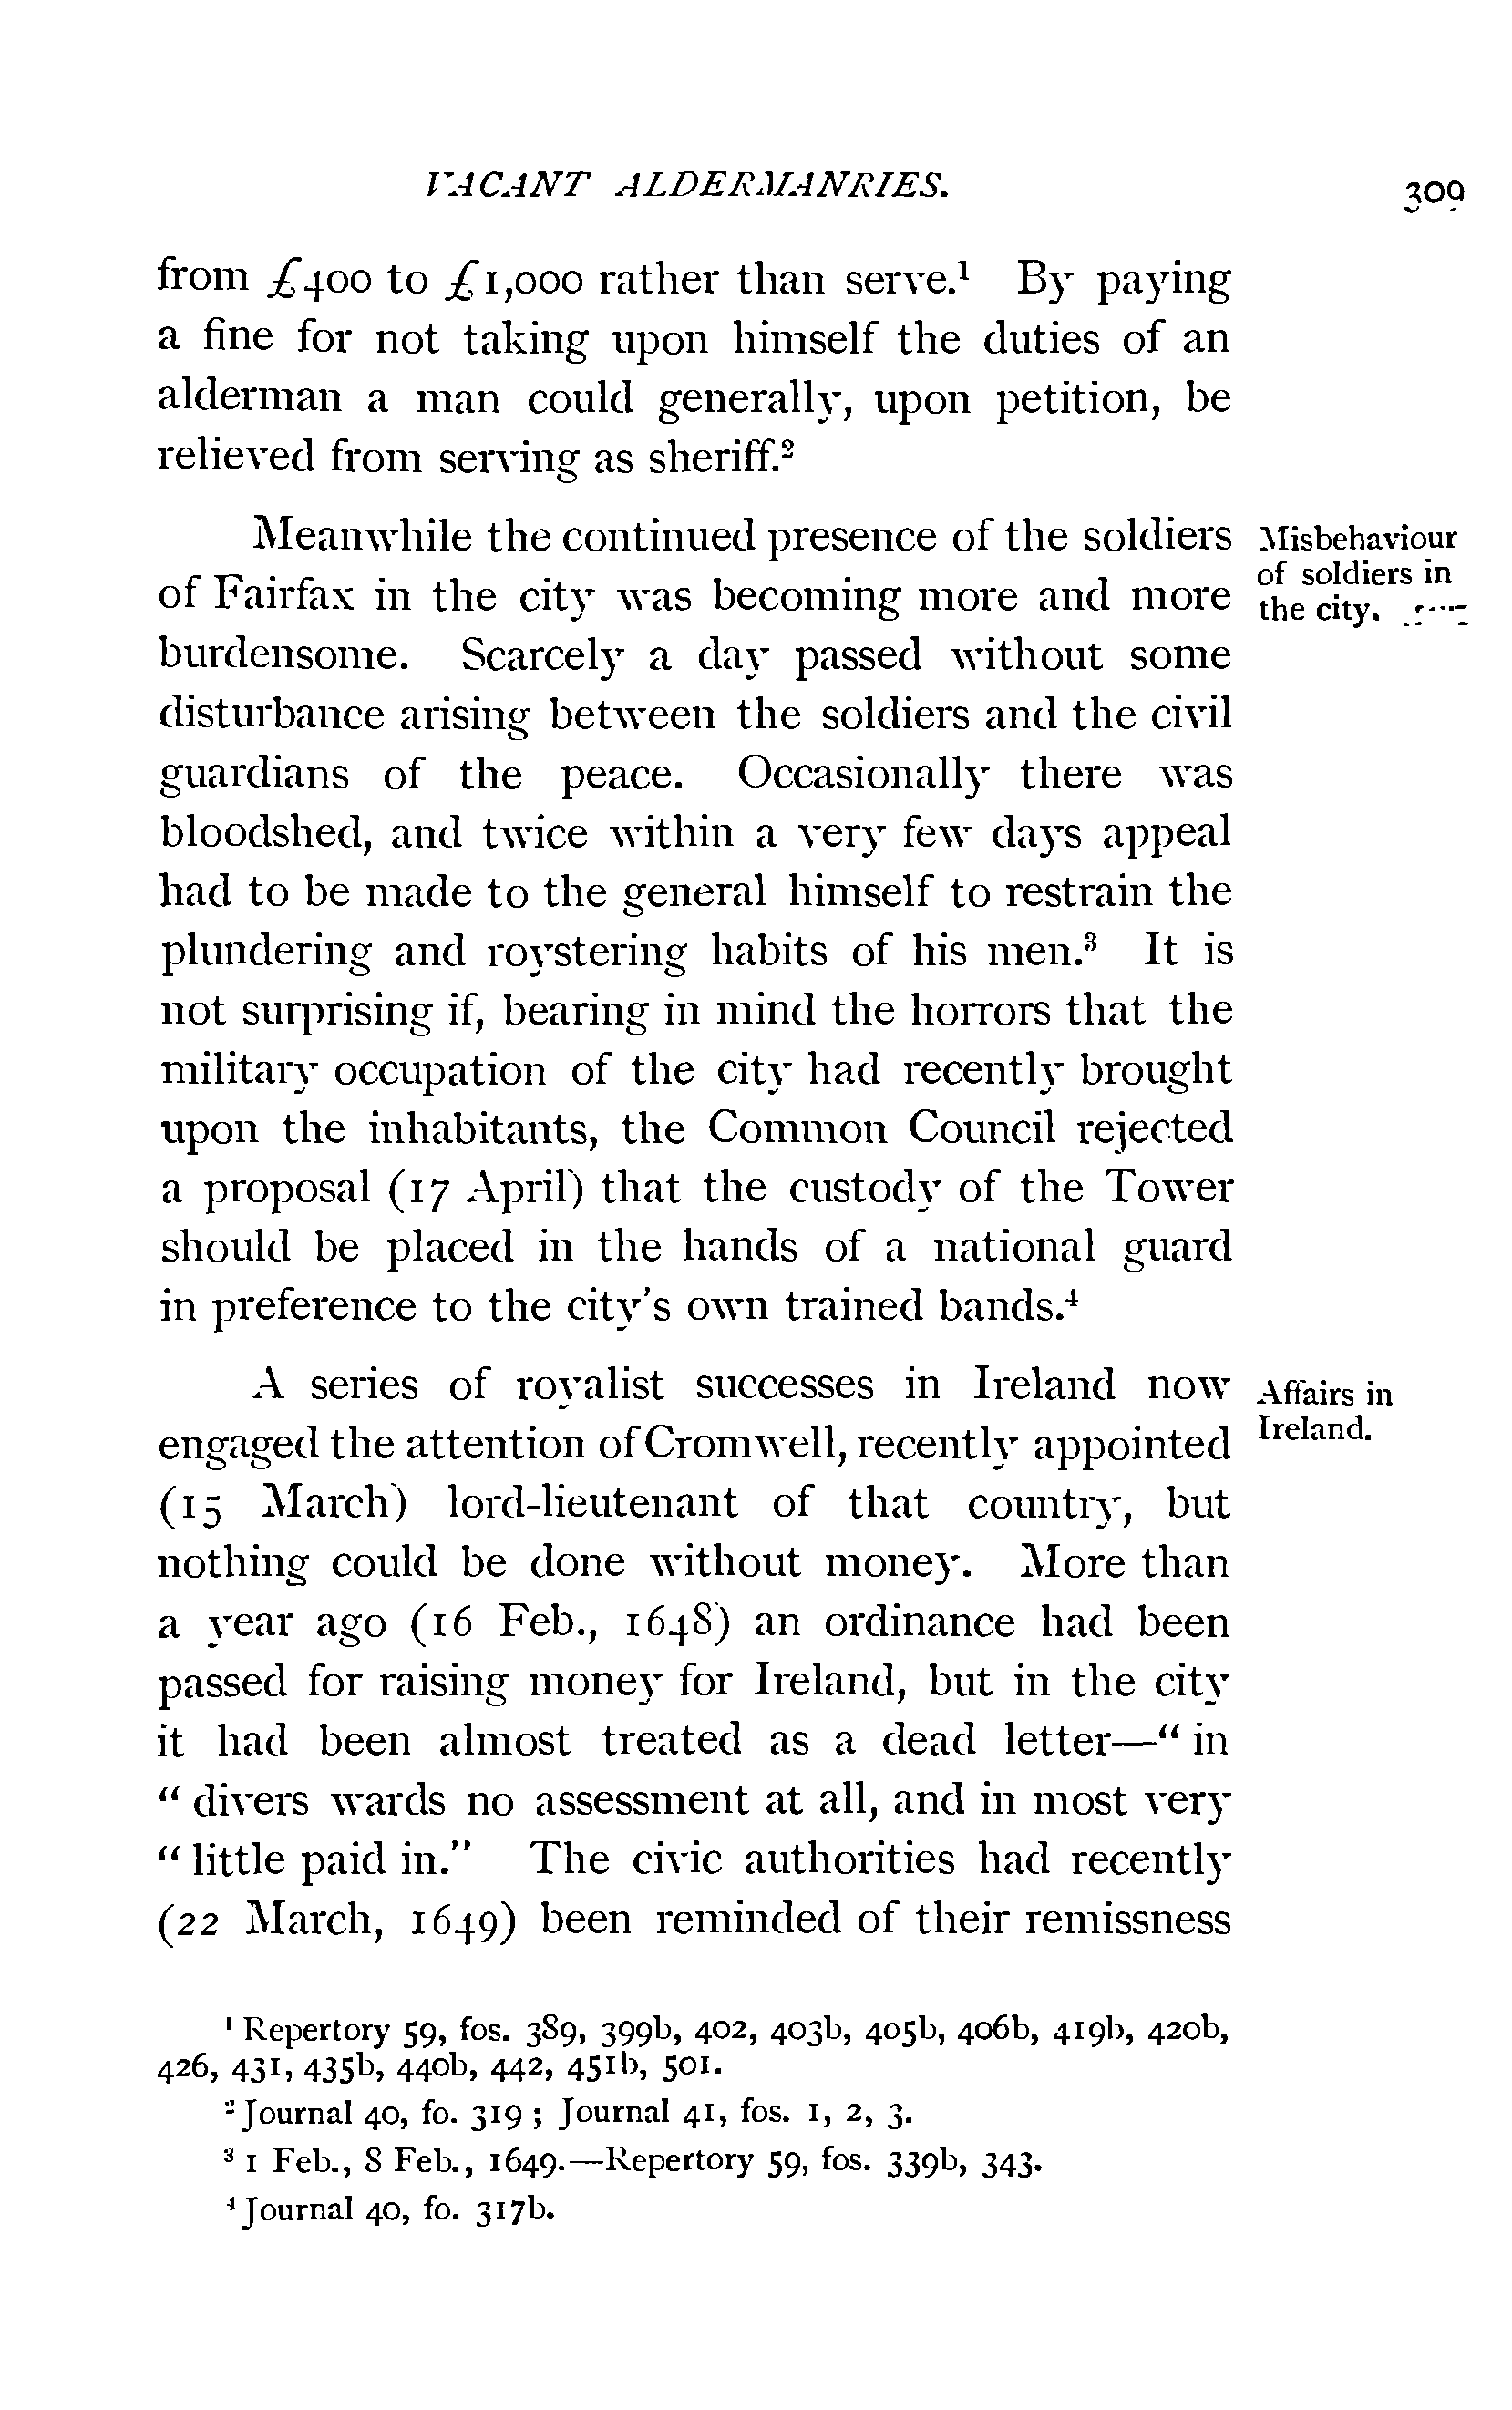 VACANT ALDERMANRIES.
309
from £400 to £1,000 rather than serve.¹ By paying
a fine for not taking upon himself the duties of an
alderman a man could generally, upon petition, be
relieved from serving as sheriff.²
Meanwhile the continued presence of the soldiers
of Fairfax in the city was becoming more and more
burdensome. Scarcely a day passed without some
disturbance arising between the soldiers and the civil
guardians of the peace. Occasionally there was
bloodshed, and twice within a very few days appeal
had to be made to the general himself to restrain the
plundering and roystering habits of his men.³ It is
not surprising if, bearing in mind the horrors that the
military occupation of the city had recently brought
upon the inhabitants, the Common Council rejected
a proposal (17 April) that the custody of the Tower
should be placed in the hands of a national guard
in preference to the city's own trained bands.⁴
Misbehaviour
of soldiers in
the city.
A series of royalist successes in Ireland now
engaged the attention of Cromwell, recently appointed
(15 March) lord-lieutenant of that country, but
nothing could be done without money. More than
a year ago (16 Feb., 1648) an ordinance had been
passed for raising money for Ireland, but in the city
it had been almost treated as a dead letter—“ in
“ divers wards no assessment at all, and in most very
“ little paid in.” The civic authorities had recently
(22 March, 1649) been reminded of their remissness
Affairs in
Ireland.
¹ Repertory 59, fos. 389, 399b, 402, 403b, 405b, 406b, 419b, 420b,
426, 431, 435b, 440b, 442, 451b, 501.
² Journal 40, fo. 319 ; Journal 41, fos. 1, 2, 3.
³ 1 Feb., 8 Feb., 1649.—Repertory 59, fos. 339b, 343.
⁴ Journal 40, fo. 317b.